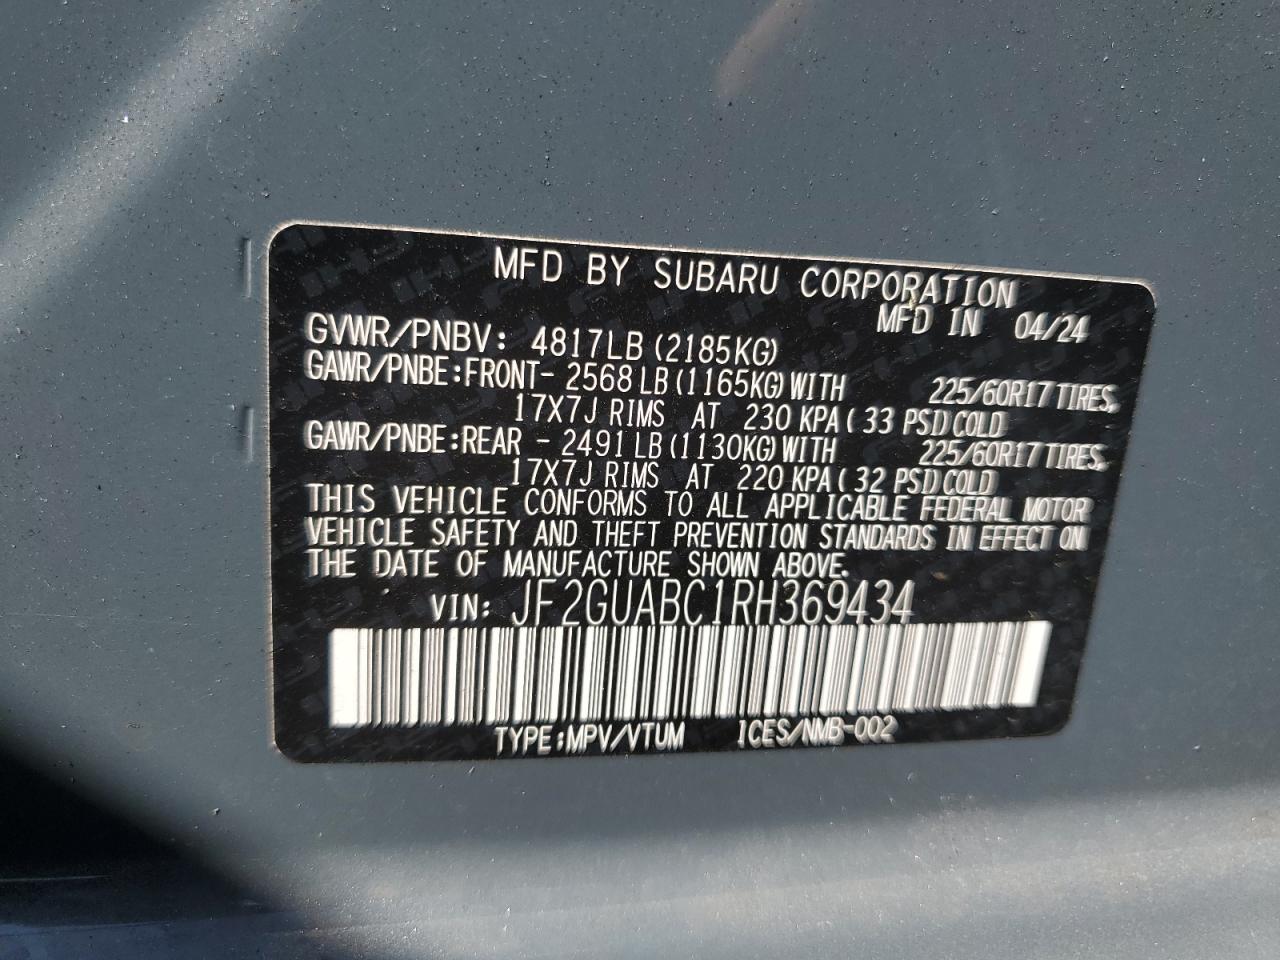 MFD BY SUBARU CORPORATION
MFD IN 04/24
GVWR/PNBV: 4817LB (2185KG)
GAWR/PNBE:FRONT- 2568 LB (1165KG) WITH 225/60R17 TIRES,
17X7J RIMS AT 230 KPA ( 33 PSI) COLD
GAWR/PNBE:REAR - 2491 LB (1130KG) WITH 225/60R17 TIRES,
17X7J RIMS AT 220 KPA ( 32 PSI) COLD
THIS VEHICLE CONFORMS TO ALL APPLICABLE FEDERAL MOTOR
VEHICLE SAFETY AND THEFT PREVENTION STANDARDS IN EFFECT ON
THE DATE OF MANUFACTURE SHOWN ABOVE.
VIN: JF2GUABC1RH369434
TYPE:MPV/VTUM ICES/NMB-002